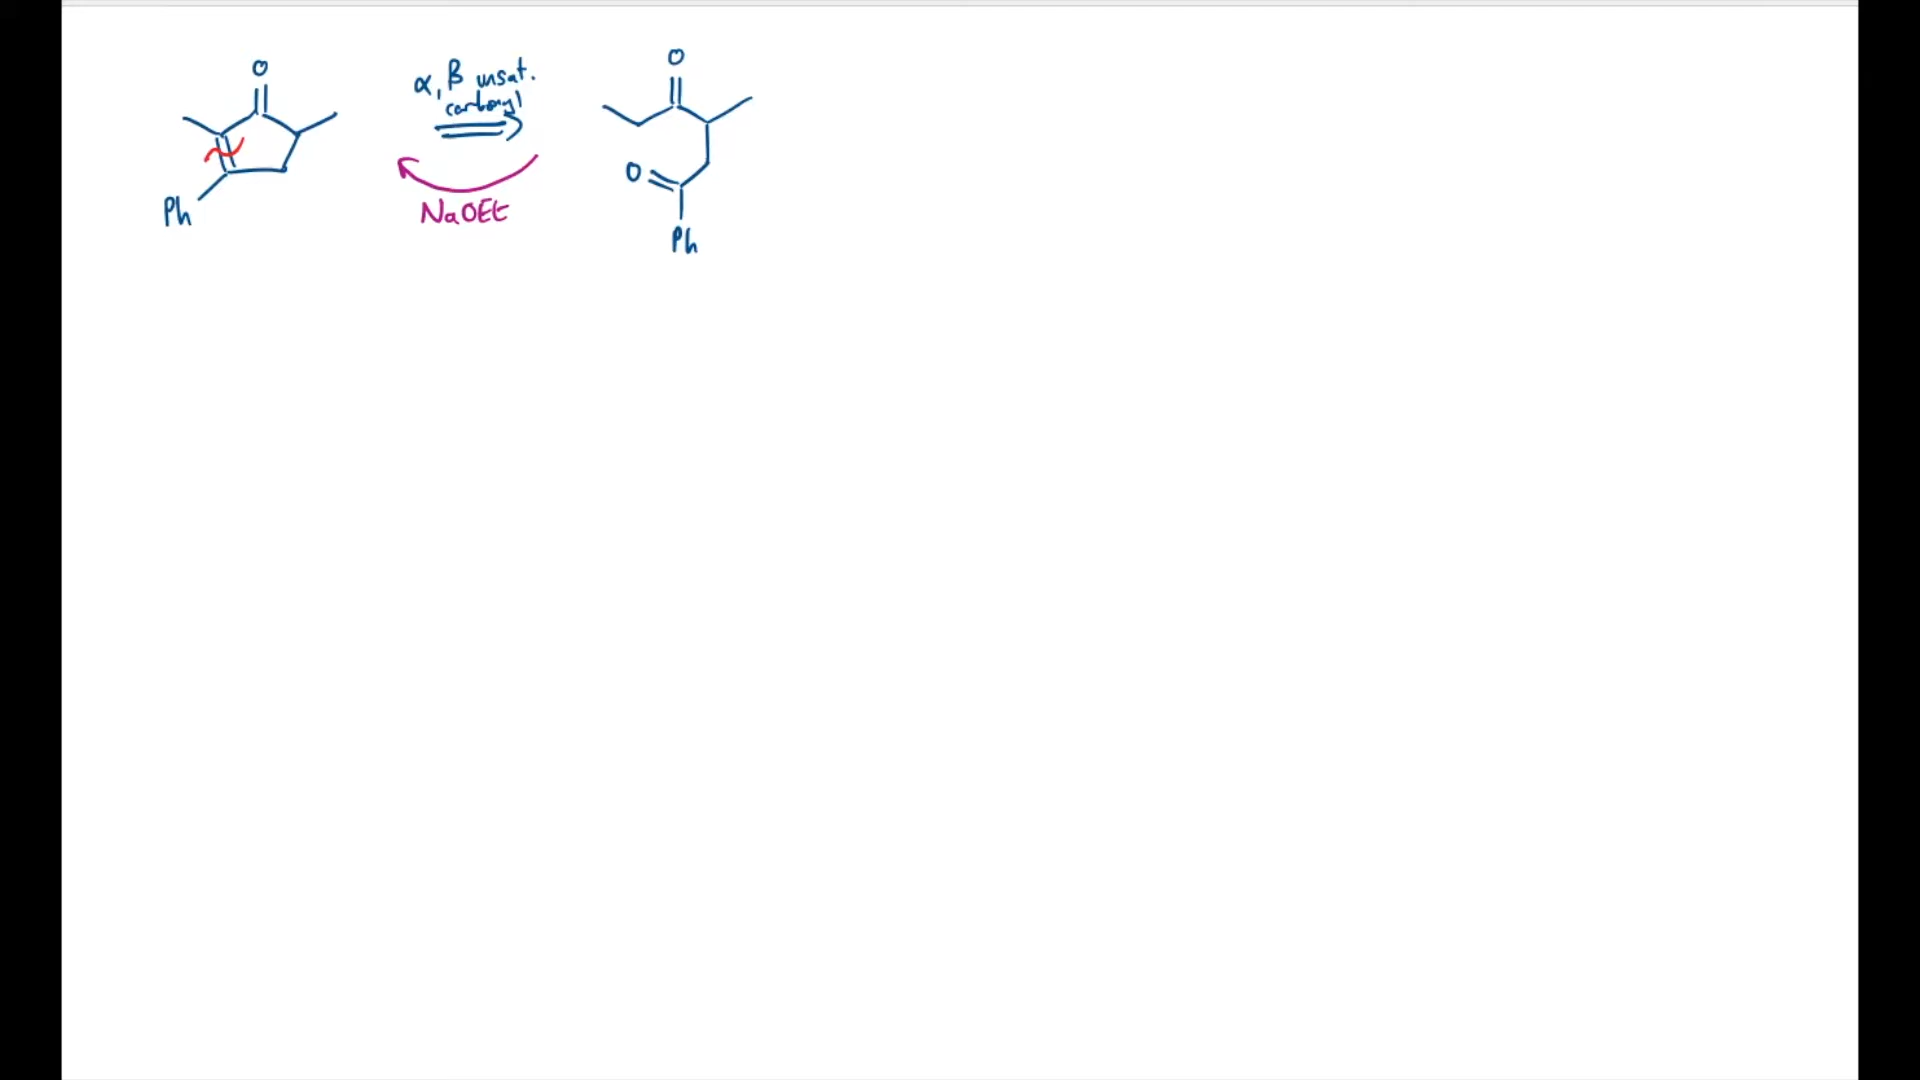 O
α, β unsat.
carbonyl
Ph
NaOEt
O
O
Ph